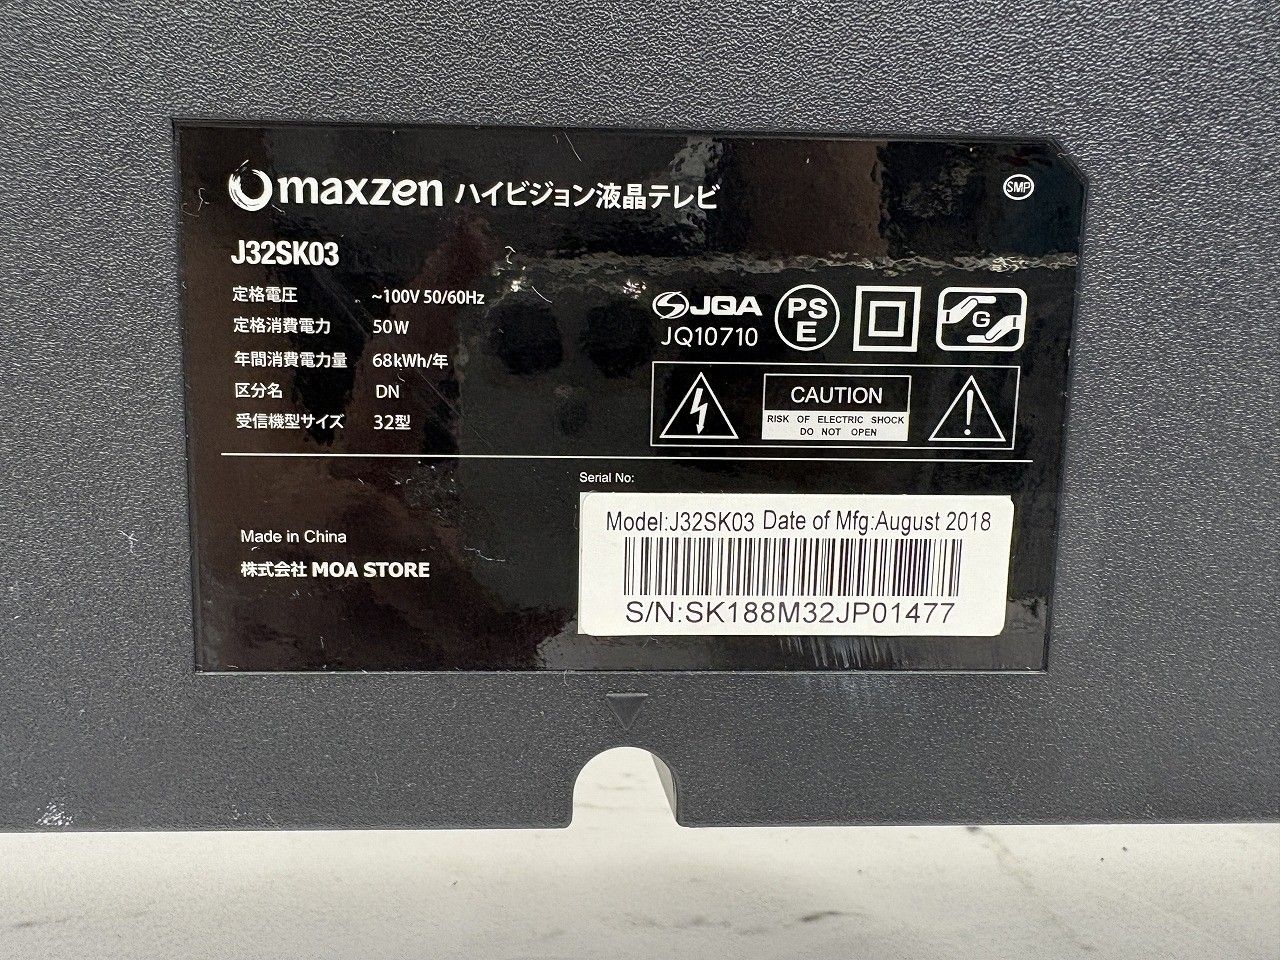 maxzen ハイビジョン液晶テレビ
SMP
J32SK03
定格電圧 ~100V 50/60Hz
定格消費電力 50W
年間消費電力量 68kWh/年
区分名 DN
受信機型サイズ 32型
JQA
JQ10710
PS
E
G
CAUTION
RISK OF ELECTRIC SHOCK
DO NOT OPEN
Serial No:
Made in China
株式会社 MOA STORE
Model:J32SK03 Date of Mfg:August 2018
S/N:SK188M32JP01477